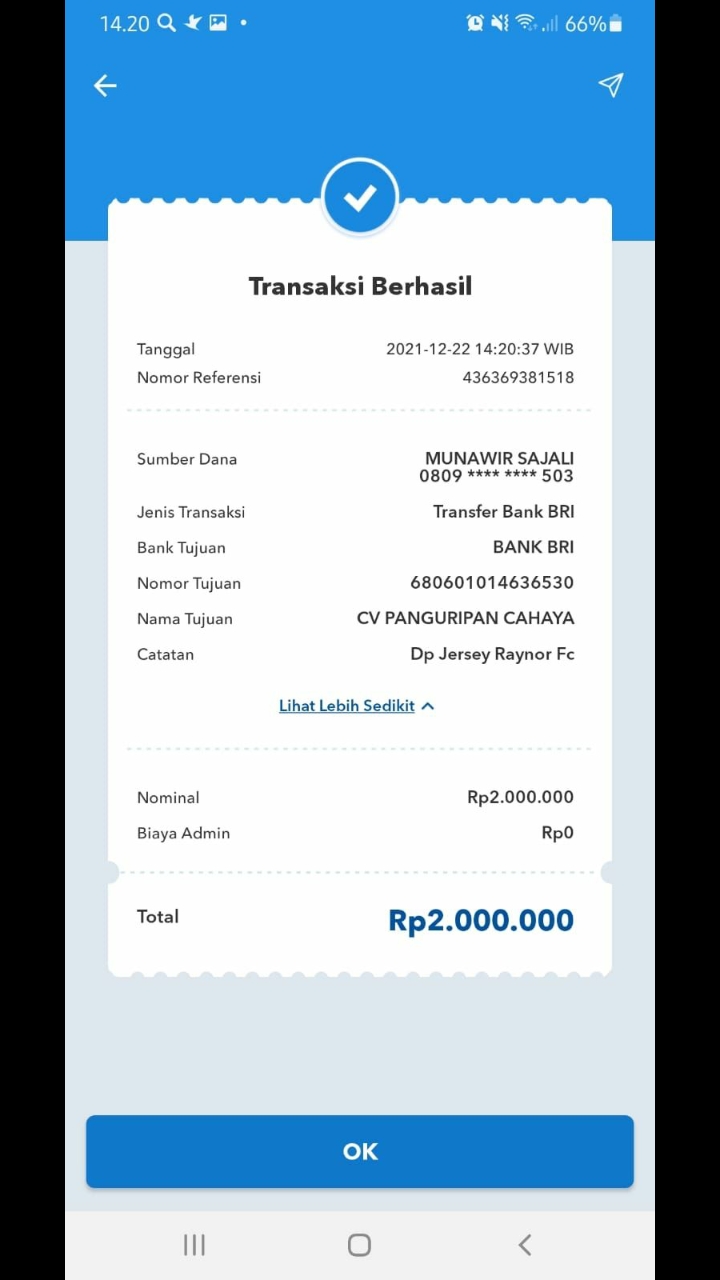 14.20
66%
Transaksi Berhasil
Tanggal 2021-12-22 14:20:37 WIB
Nomor Referensi 436369381518
Sumber Dana MUNAWIR SAJALI
0809 **** **** 503
Jenis Transaksi Transfer Bank BRI
Bank Tujuan BANK BRI
Nomor Tujuan 680601014636530
Nama Tujuan CV PANGURIPAN CAHAYA
Catatan Dp Jersey Raynor Fc
Lihat Lebih Sedikit
Nominal Rp2.000.000
Biaya Admin Rp0
Total Rp2.000.000
OK